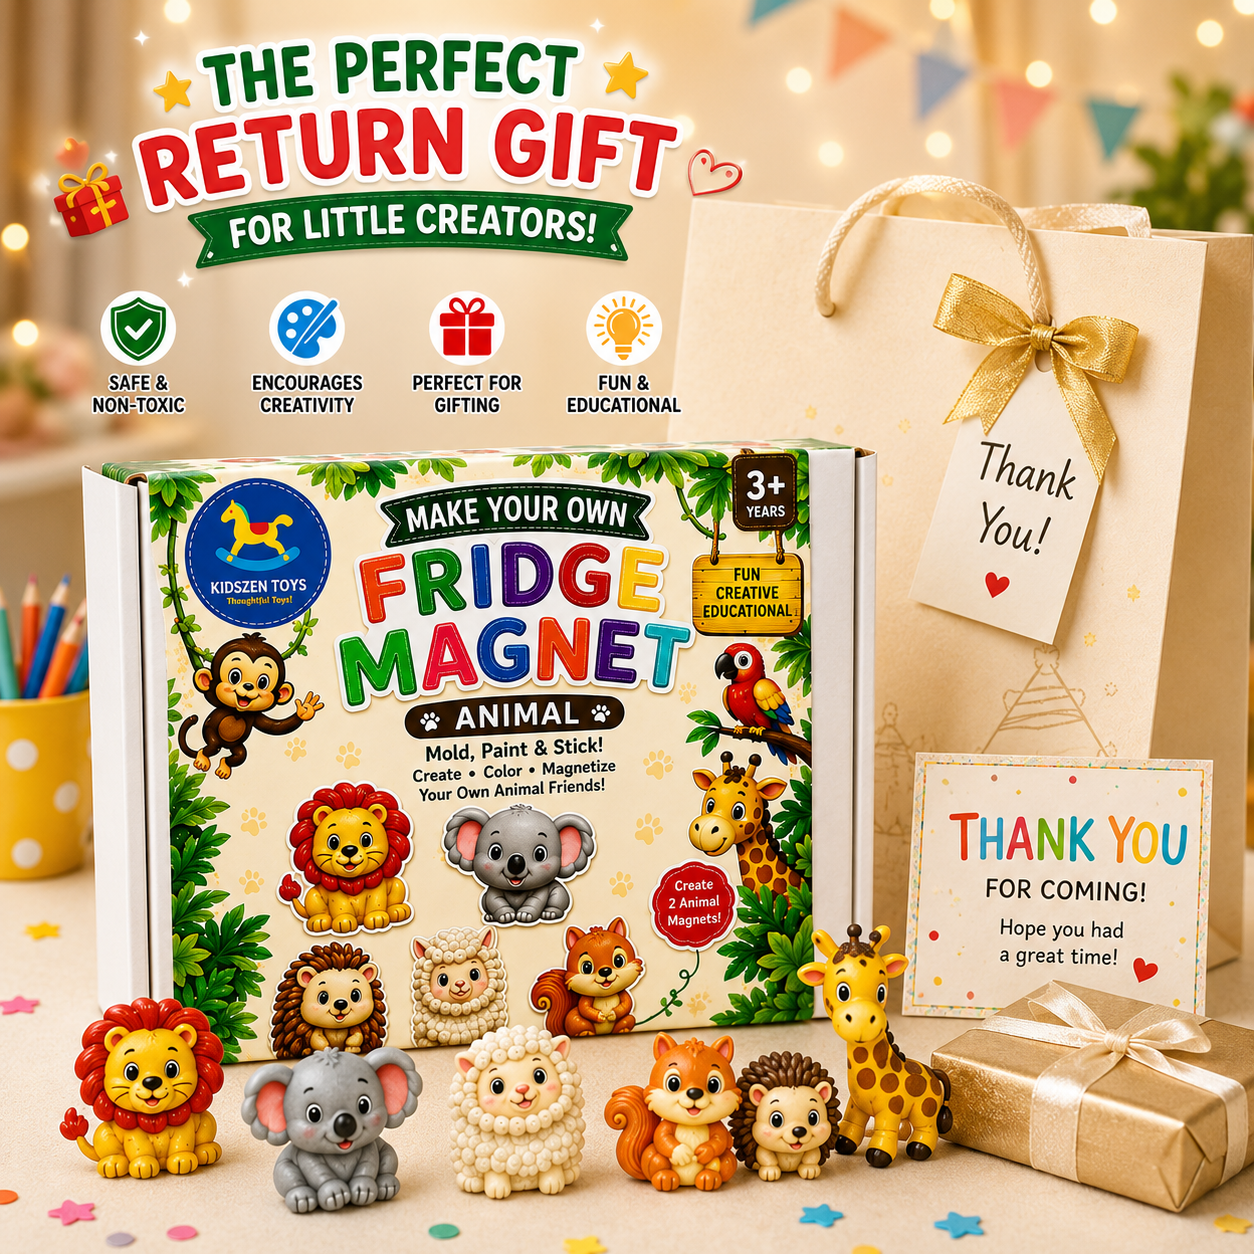 THE PERFECT
RETURN GIFT
FOR LITTLE CREATORS!
SAFE &
NON-TOXIC
ENCOURAGES
CREATIVITY
PERFECT FOR
GIFTING
FUN &
EDUCATIONAL
KIDSZEN TOYS
Thoughtful Toys!
MAKE YOUR OWN
FRIDGE
MAGNET
ANIMAL
Mold, Paint & Stick!
Create • Color • Magnetize
Your Own Animal Friends!
3+
YEARS
FUN
CREATIVE
EDUCATIONAL
Create
2 Animal
Magnets!
Thank
You!
THANK YOU
FOR COMING!
Hope you had
a great time!